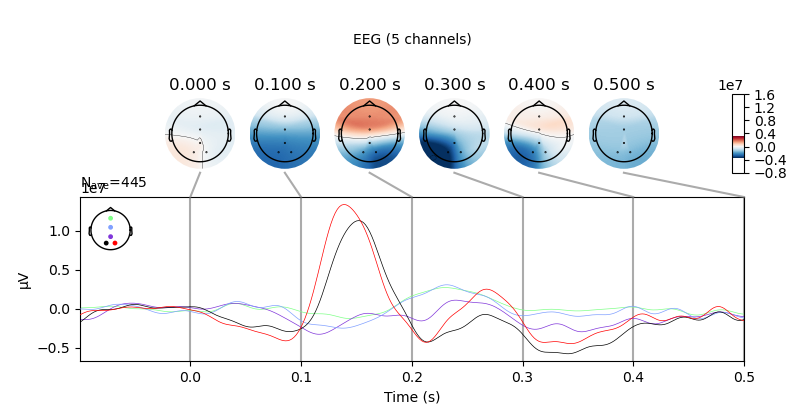 EEG (5 channels)
0.000 s 0.100 s 0.200 s 0.300 s 0.400 s 0.500 s
1e7
1.6
1.2
0.8
0.4
0.0
−0.4
−0.8
Nave=445
1e7
1.0
0.5
0.0
−0.5
µV
0.0 0.1 0.2 0.3 0.4 0.5
Time (s)